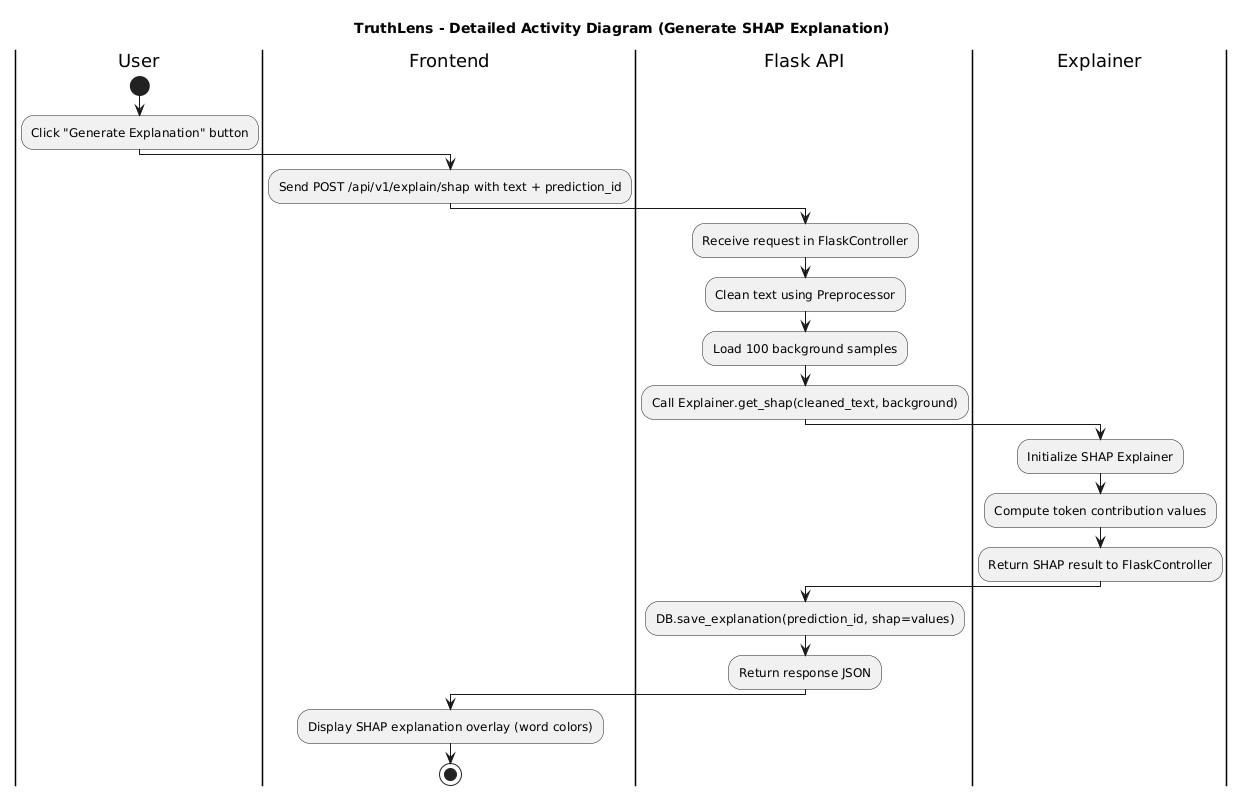 TruthLens - Detailed Activity Diagram (Generate SHAP Explanation)
User
Frontend
Flask API
Explainer
Click "Generate Explanation" button
Send POST /api/v1/explain/shap with text + prediction_id
Receive request in FlaskController
Clean text using Preprocessor
Load 100 background samples
Call Explainer.get_shap(cleaned_text, background)
Initialize SHAP Explainer
Compute token contribution values
Return SHAP result to FlaskController
DB.save_explanation(prediction_id, shap=values)
Return response JSON
Display SHAP explanation overlay (word colors)